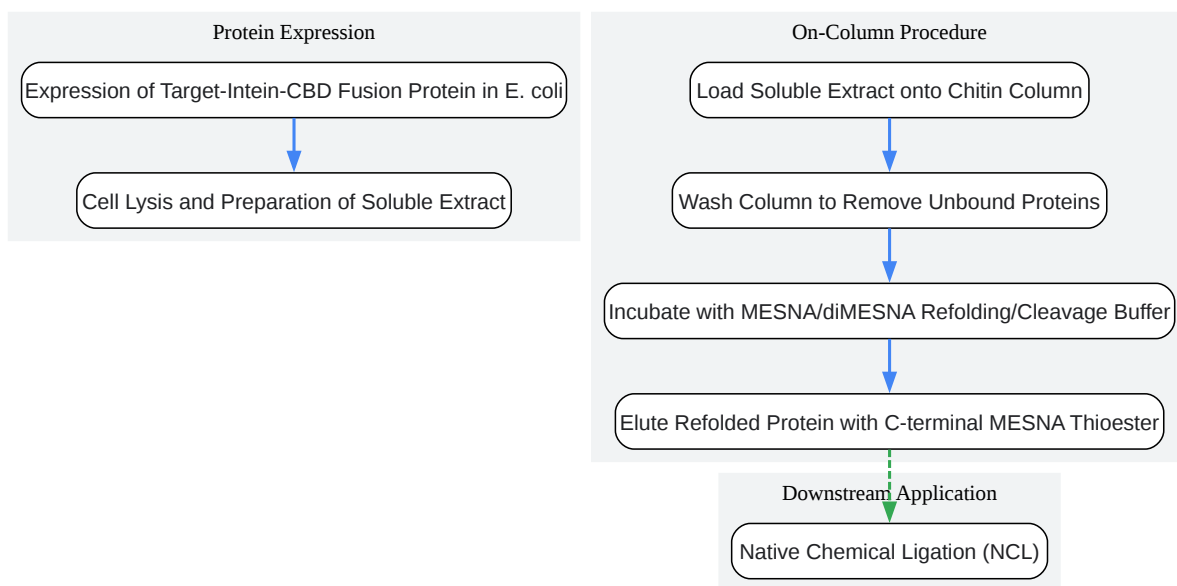 Protein Expression
Expression of Target-Intein-CBD Fusion Protein in E. coli
Cell Lysis and Preparation of Soluble Extract
On-Column Procedure
Load Soluble Extract onto Chitin Column
Wash Column to Remove Unbound Proteins
Incubate with MESNA/diMESNA Refolding/Cleavage Buffer
Elute Refolded Protein with C-terminal MESNA Thioester
Downstream Application
Native Chemical Ligation (NCL)